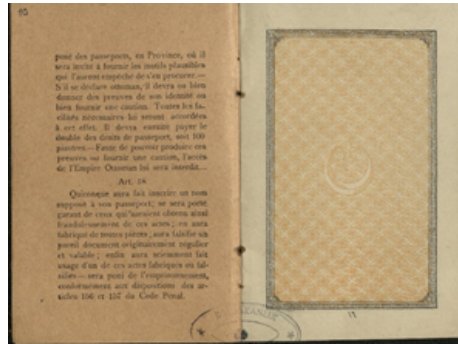 posé des passeports, en Province, où il
sera invité à fournir les motifs plausibles
qui l'auront empêché de s'en procurer.—
S'il se déclare ottoman, il devra ou bien
donner des preuves de son identité ou
bien fournir une caution. Toutes les fa-
cilités nécessaires lui seront accordées
à cet effet. Il devra ensuite payer le
double des droits de passeport, soit 100
piastres.—Faute de pouvoir produire ces
preuves ou fournir une caution, l'accès
de l'Empire Ottoman lui sera interdit.—
Art. 14
Quiconque aura fait inscrire un nom
supposé à son passeport; se sera porté
garant de ceux qui auraient obtenu ainsi
frauduleusement de ces actes; en aura
fabriqué de toutes pièces; aura falsifié un
pareil document originairement régulier
et valable; enfin aura sciemment fait
usage d'un de ces actes fabriqués ou fal-
sifiés—sera puni de l'emprisonnement,
conformément aux dispositions des ar-
ticles 156 et 157 du Code Pénal.
١٦